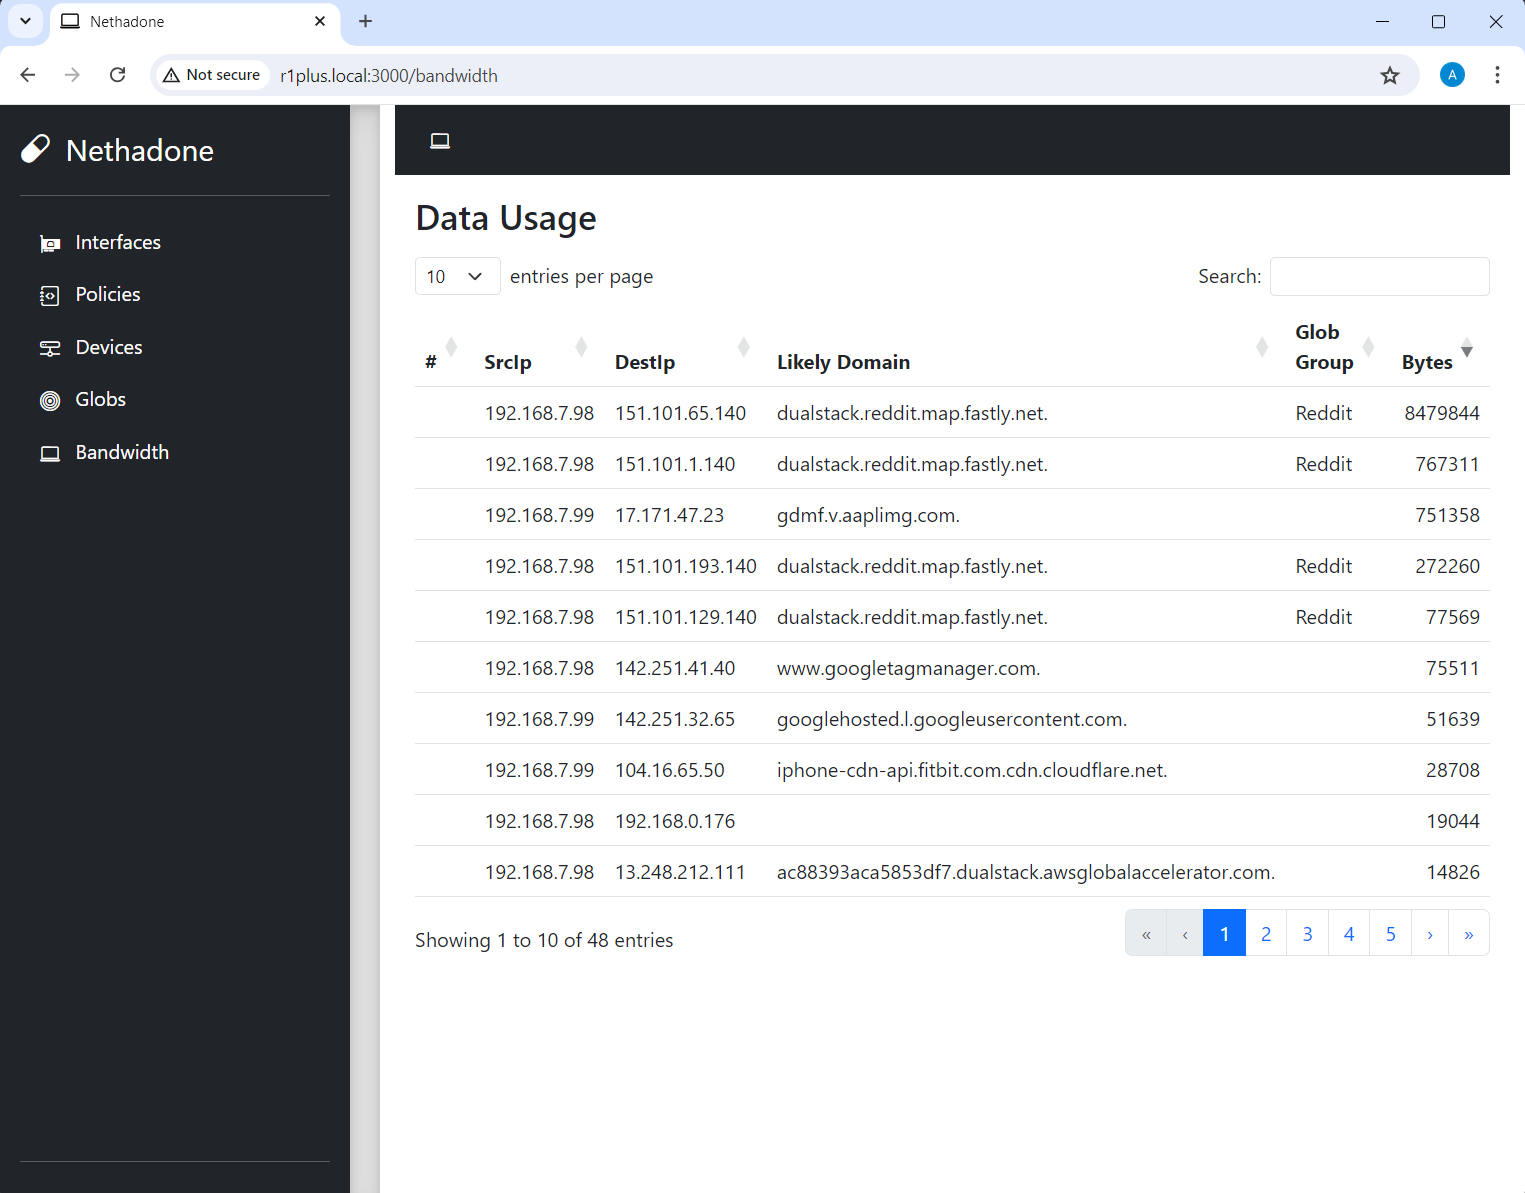 Nethadone
Not secure r1plus.local:3000/bandwidth A
Nethadone
Interfaces
Policies
Devices
Globs
Bandwidth
Data Usage
10 entries per page Search:
# SrcIp DestIp Likely Domain Glob Group Bytes
192.168.7.98 151.101.65.140 dualstack.reddit.map.fastly.net. Reddit 8479844
192.168.7.98 151.101.1.140 dualstack.reddit.map.fastly.net. Reddit 767311
192.168.7.99 17.171.47.23 gdmf.v.aaplimg.com. 751358
192.168.7.98 151.101.193.140 dualstack.reddit.map.fastly.net. Reddit 272260
192.168.7.98 151.101.129.140 dualstack.reddit.map.fastly.net. Reddit 77569
192.168.7.98 142.251.41.40 www.googletagmanager.com. 75511
192.168.7.99 142.251.32.65 googlehosted.l.googleusercontent.com. 51639
192.168.7.99 104.16.65.50 iphone-cdn-api.fitbit.com.cdn.cloudflare.net. 28708
192.168.7.98 192.168.0.176 19044
192.168.7.98 13.248.212.111 ac88393aca5853df7.dualstack.awsglobalaccelerator.com. 14826
Showing 1 to 10 of 48 entries « ‹ 1 2 3 4 5 › »